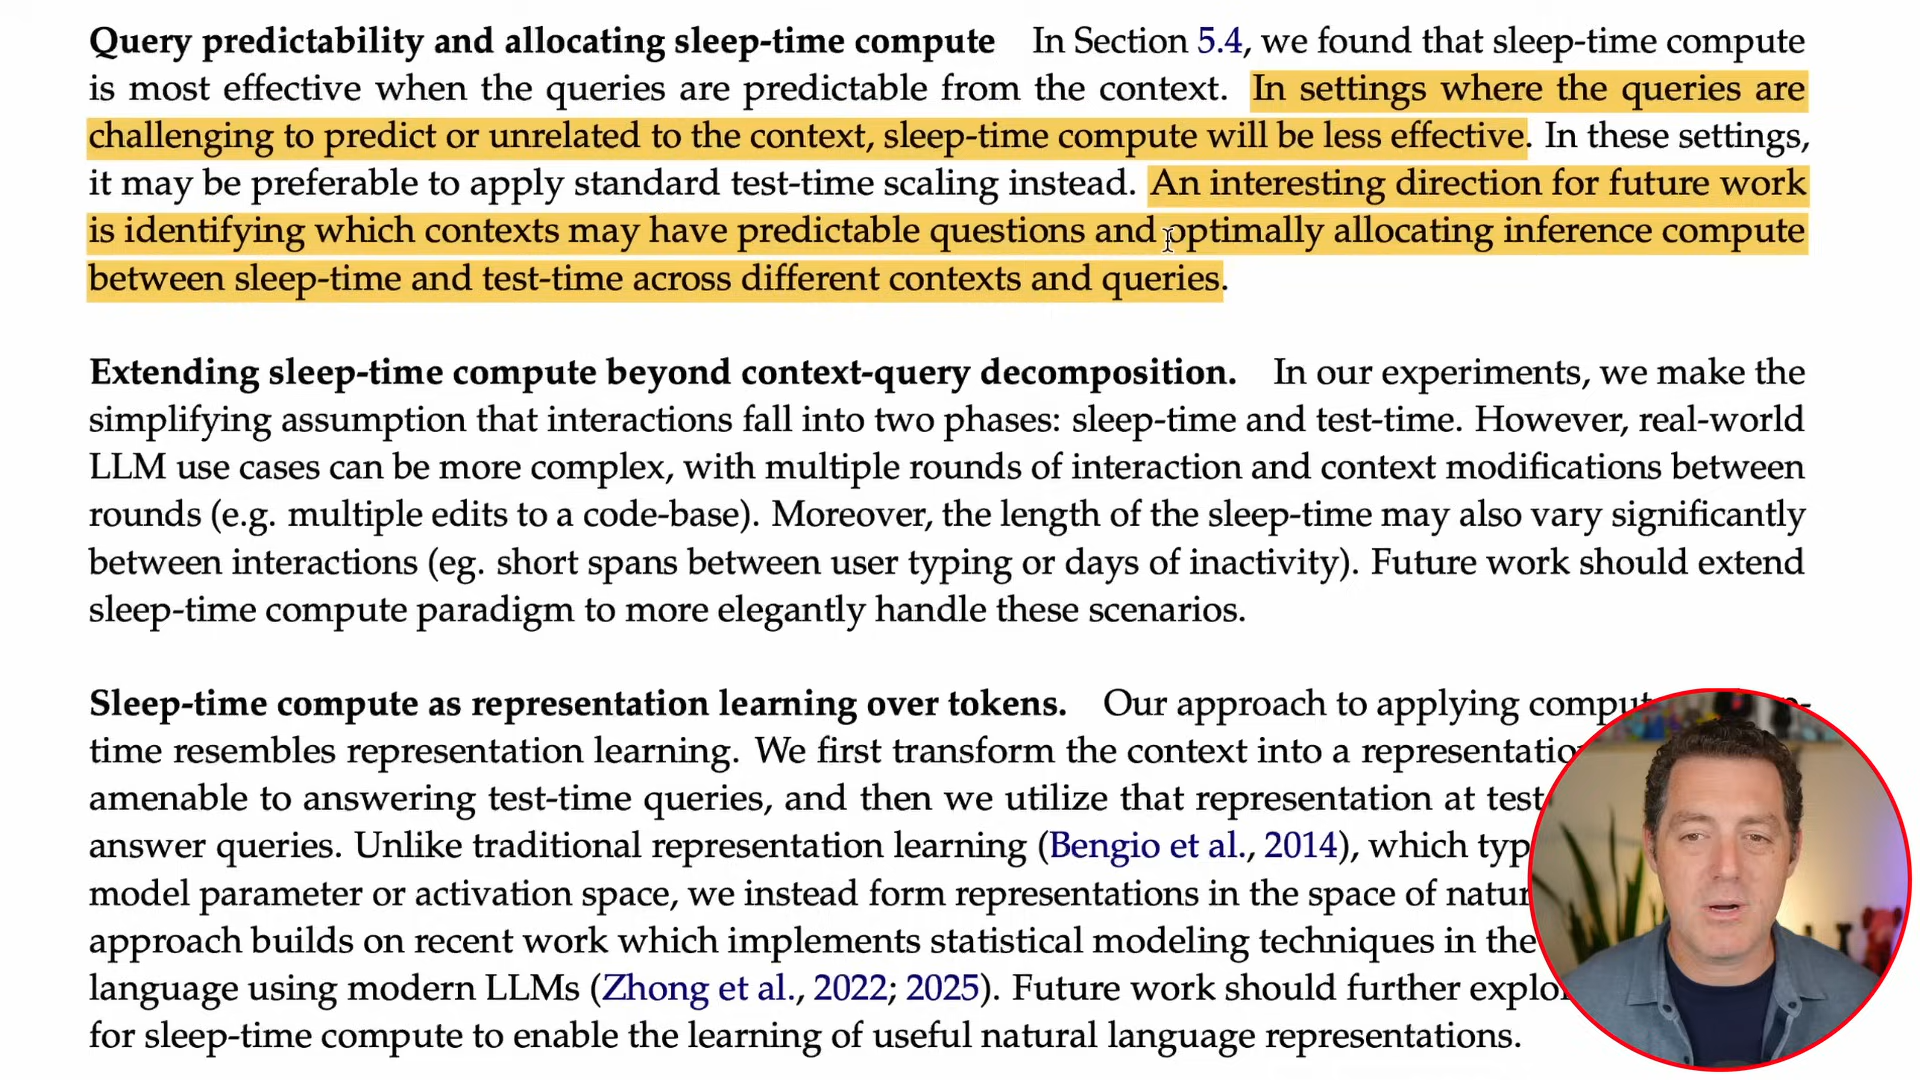 Query predictability and allocating sleep-time compute In Section 5.4, we found that sleep-time compute
is most effective when the queries are predictable from the context. In settings where the queries are
challenging to predict or unrelated to the context, sleep-time compute will be less effective. In these settings,
it may be preferable to apply standard test-time scaling instead. An interesting direction for future work
is identifying which contexts may have predictable questions and optimally allocating inference compute
between sleep-time and test-time across different contexts and queries.
Extending sleep-time compute beyond context-query decomposition. In our experiments, we make the
simplifying assumption that interactions fall into two phases: sleep-time and test-time. However, real-world
LLM use cases can be more complex, with multiple rounds of interaction and context modifications between
rounds (e.g. multiple edits to a code-base). Moreover, the length of the sleep-time may also vary significantly
between interactions (eg. short spans between user typing or days of inactivity). Future work should extend
sleep-time compute paradigm to more elegantly handle these scenarios.
Sleep-time compute as representation learning over tokens. Our approach to applying
time resembles representation learning. We first transform the context into a
amenable to answering test-time queries, and then we utilize that representation at test
answer queries. Unlike traditional representation learning (Bengio et al., 2014), which
model parameter or activation space, we instead form representations in the space of
approach builds on recent work which implements statistical modeling techniques in the
language using modern LLMs (Zhong et al., 2022; 2025). Future work should further
for sleep-time compute to enable the learning of useful natural language representations.